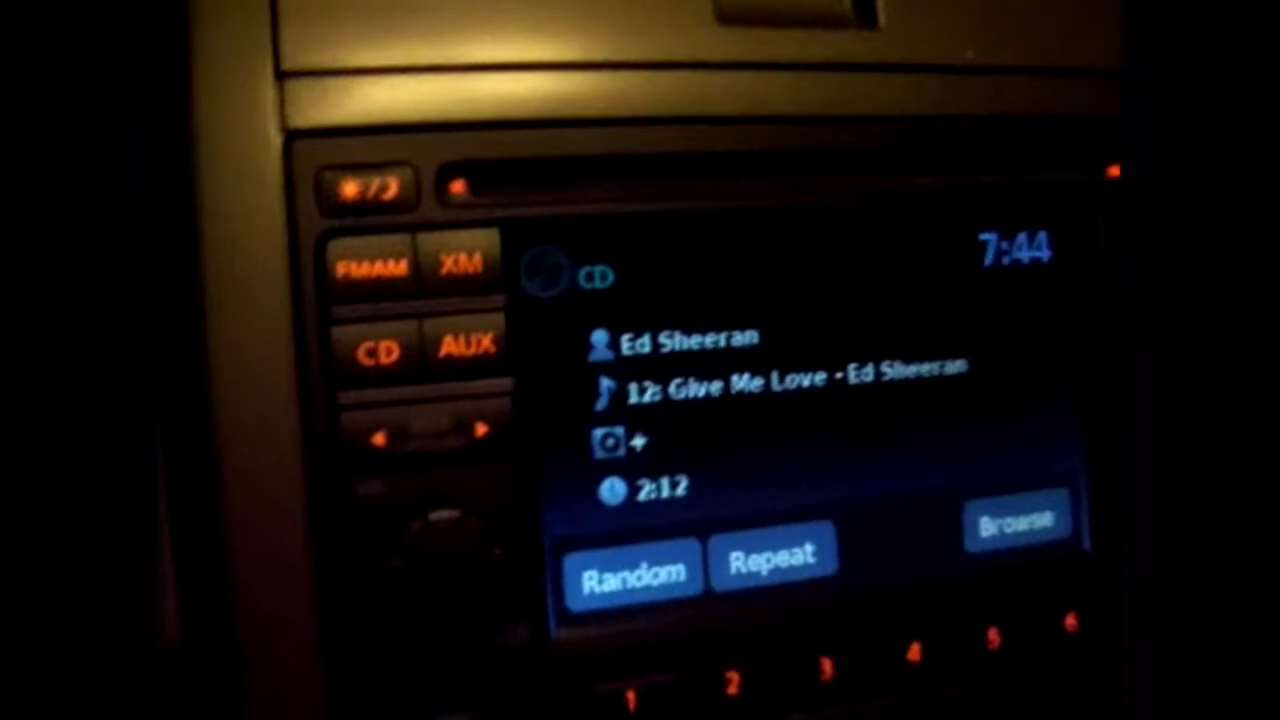 FM/AM XM
CD 7:44
CD AUX
Ed Sheeran
12: Give Me Love - Ed Sheeran
+
2:12
Random Repeat Browse
1 2 3 4 5 6